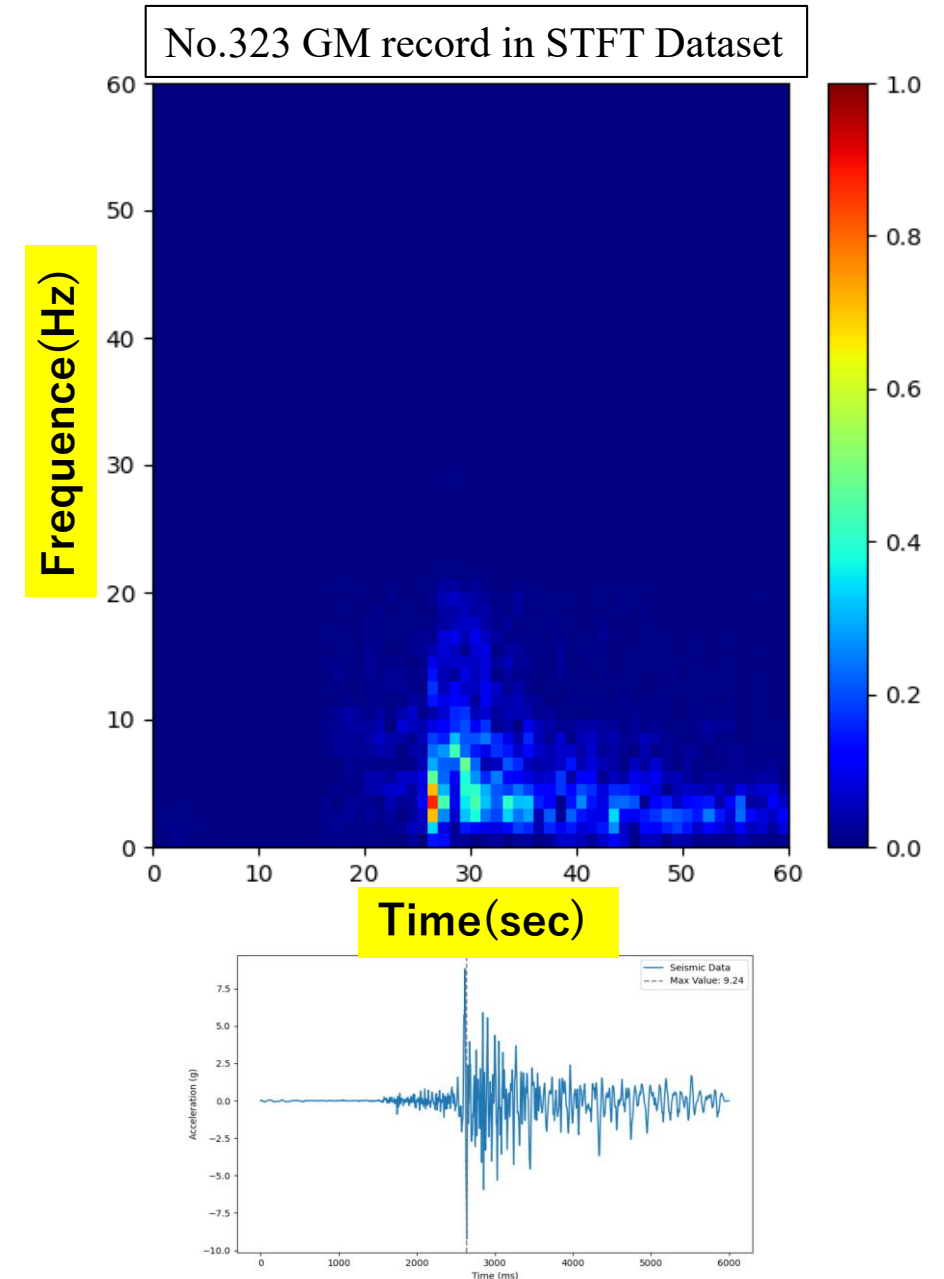 No.323 GM record in STFT Dataset
60
50
40
30
20
10
0
Frequence(Hz)
0 10 20 30 40 50 60
Time(sec)
1.0
0.8
0.6
0.4
0.2
0.0
Seismic Data
Max Value: 9.24
7.5
5.0
2.5
0.0
−2.5
−5.0
−7.5
−10.0
Acceleration (g)
0 1000 2000 3000 4000 5000 6000
Time (ms)